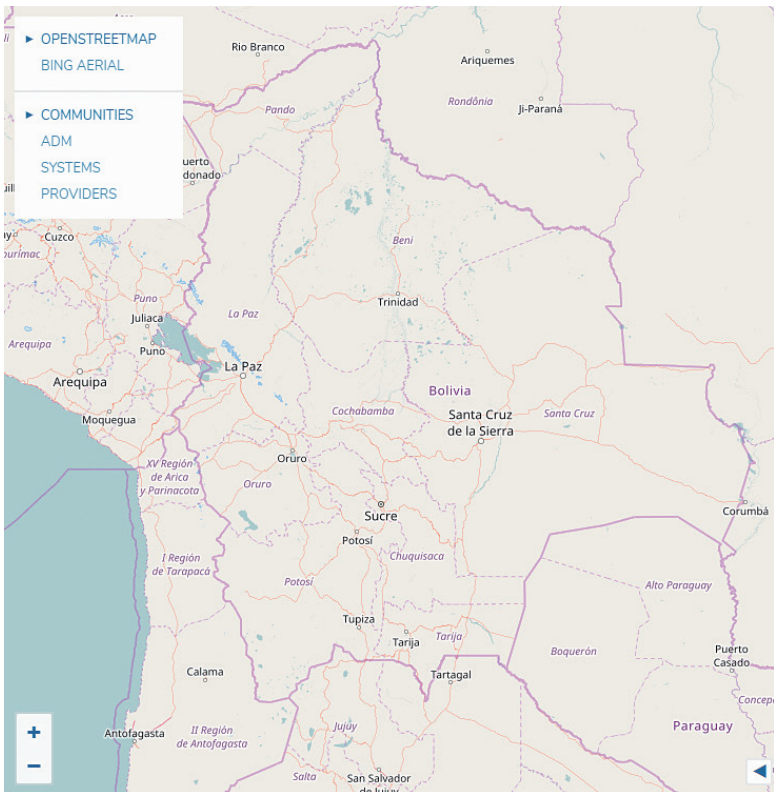 OPENSTREETMAP
BING AERIAL
COMMUNITIES
ADM
SYSTEMS
PROVIDERS
Rio Branco
Ariquemes
Rondônia
Ji-Paraná
Pando
Cuzco
Beni
Trinidad
Puno
La Paz
Juliaca
Puno
Arequipa
La Paz
Arequipa
Bolivia
Cochabamba
Santa Cruz
de la Sierra
Santa Cruz
Moquegua
Oruro
XV Región
de Arica
y Parinacota
Oruro
Corumbá
Sucre
Potosí
I Región
de Tarapacá
Chuquisaca
Potosí
Alto Paraguay
Tupiza
Tarija
Tarija
Boquerón
Puerto
Casado
Calama
Tartagal
Paraguay
+
Antofagasta
II Región
de Antofagasta
Jujuy
−
Salta
San Salvador
de Jujuy